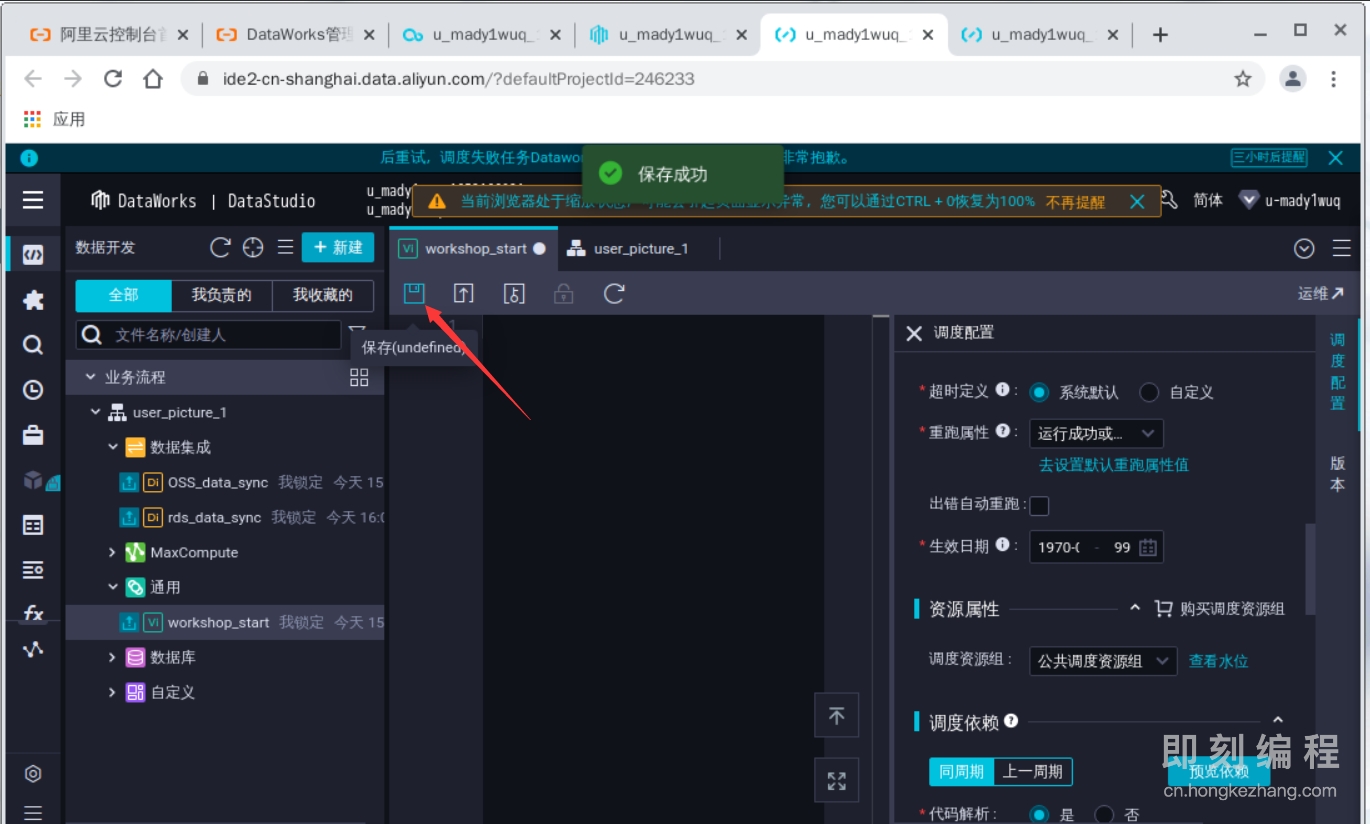 阿里云控制台首
DataWorks管理
u_mady1wuq_
u_mady1wuq_
u_mady1wuq_
u_mady1wuq_
ide2-cn-shanghai.data.aliyun.com/?defaultProjectId=246233
应用
后重试，调度失败任务Datawo
非常抱歉。
三小时后提醒
保存成功
DataWorks | DataStudio
u_mady
u_mady
当前浏览器处于缩放状态，可能会引起页面显示异常，您可以通过CTRL + 0恢复为100% 不再提醒
简体
u-mady1wuq
数据开发
+ 新建
workshop_start
user_picture_1
全部
我负责的
我收藏的
运维
文件名称/创建人
1
保存(undefined)
调度配置
业务流程
user_picture_1
数据集成
Di OSS_data_sync 我锁定 今天 15
Di rds_data_sync 我锁定 今天 16:0
MaxCompute
通用
Vi workshop_start 我锁定 今天 15
数据库
自定义
fx
* 超时定义 : 系统默认 自定义
* 重跑属性 : 运行成功或...
去设置默认重跑属性值
出错自动重跑 :
* 生效日期 : 1970-0 - 99
资源属性 购买调度资源组
调度资源组 : 公共调度资源组 查看水位
调度依赖
同周期 上一周期
预览依赖
* 代码解析 : 是 否
调度配置
版本
即刻编程
cn.hongkezhang.com